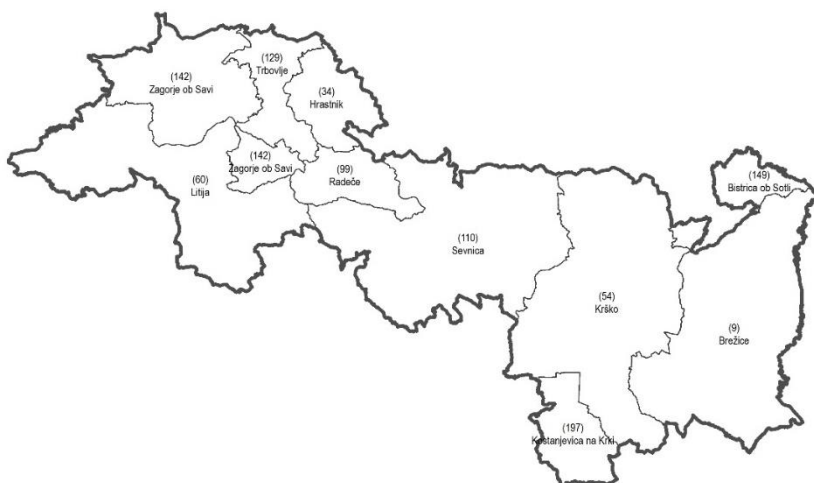 (142)
Zagorje ob Savi
(129)
Trbovlje
(34)
Hrastnik
(142)
Zagorje ob Savi
(60)
Litija
(99)
Radeče
(149)
Bistrica ob Sotli
(110)
Sevnica
(54)
Krško
(9)
Brežice
(197)
Kostanjevica na Krki